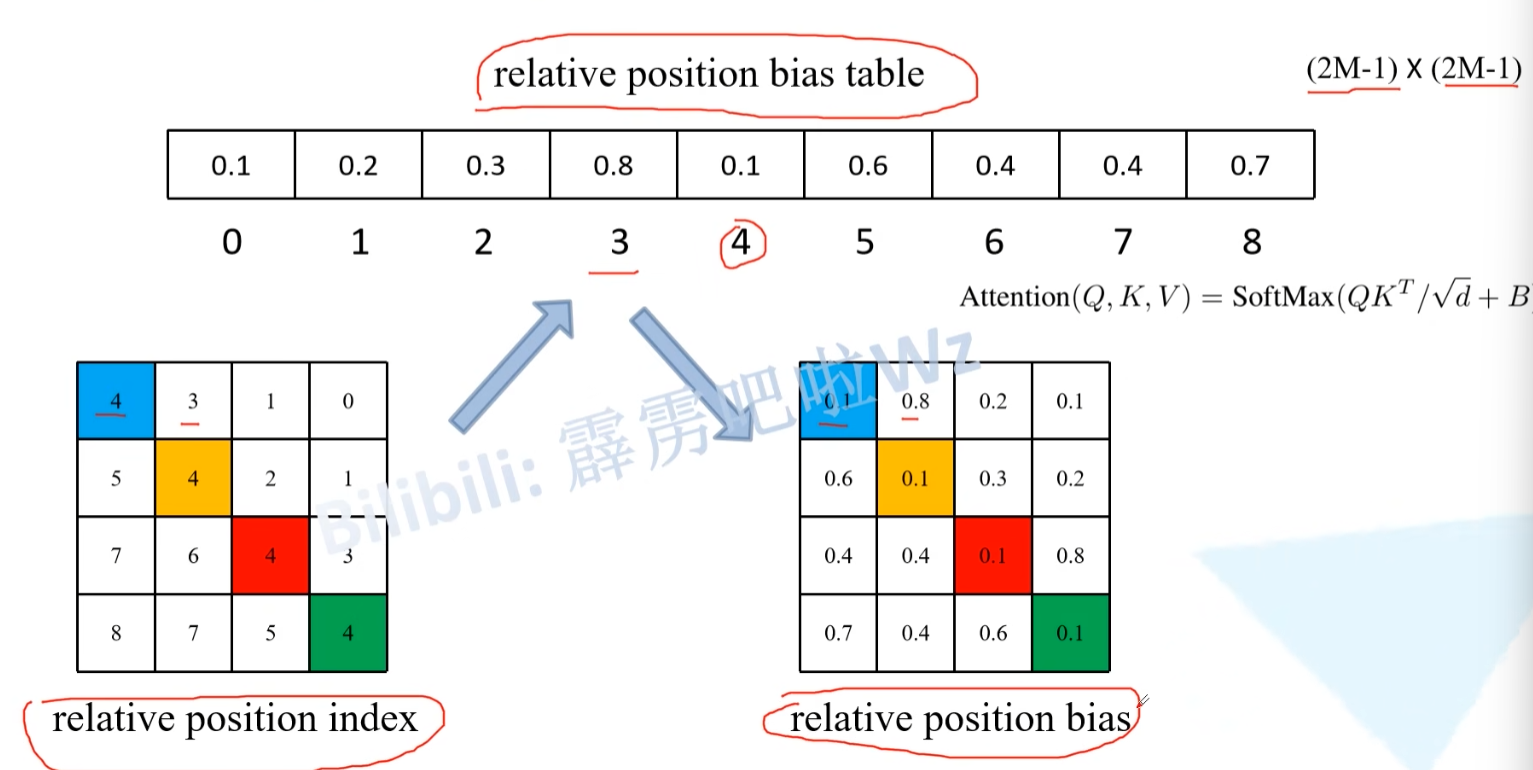 relative position bias table
(2M-1) X (2M-1)
0.1 0.2 0.3 0.8 0.1 0.6 0.4 0.4 0.7
0 1 2 3 4 5 6 7 8
Attention(Q, K, V) = SoftMax(QK^T/√d + B
4 3 1 0
5 4 2 1
7 6 4 3
8 7 5 4
relative position index
0.1 0.8 0.2 0.1
0.6 0.1 0.3 0.2
0.4 0.4 0.1 0.8
0.7 0.4 0.6 0.1
relative position bias
Bilibili: 霹雳吧啦Wz